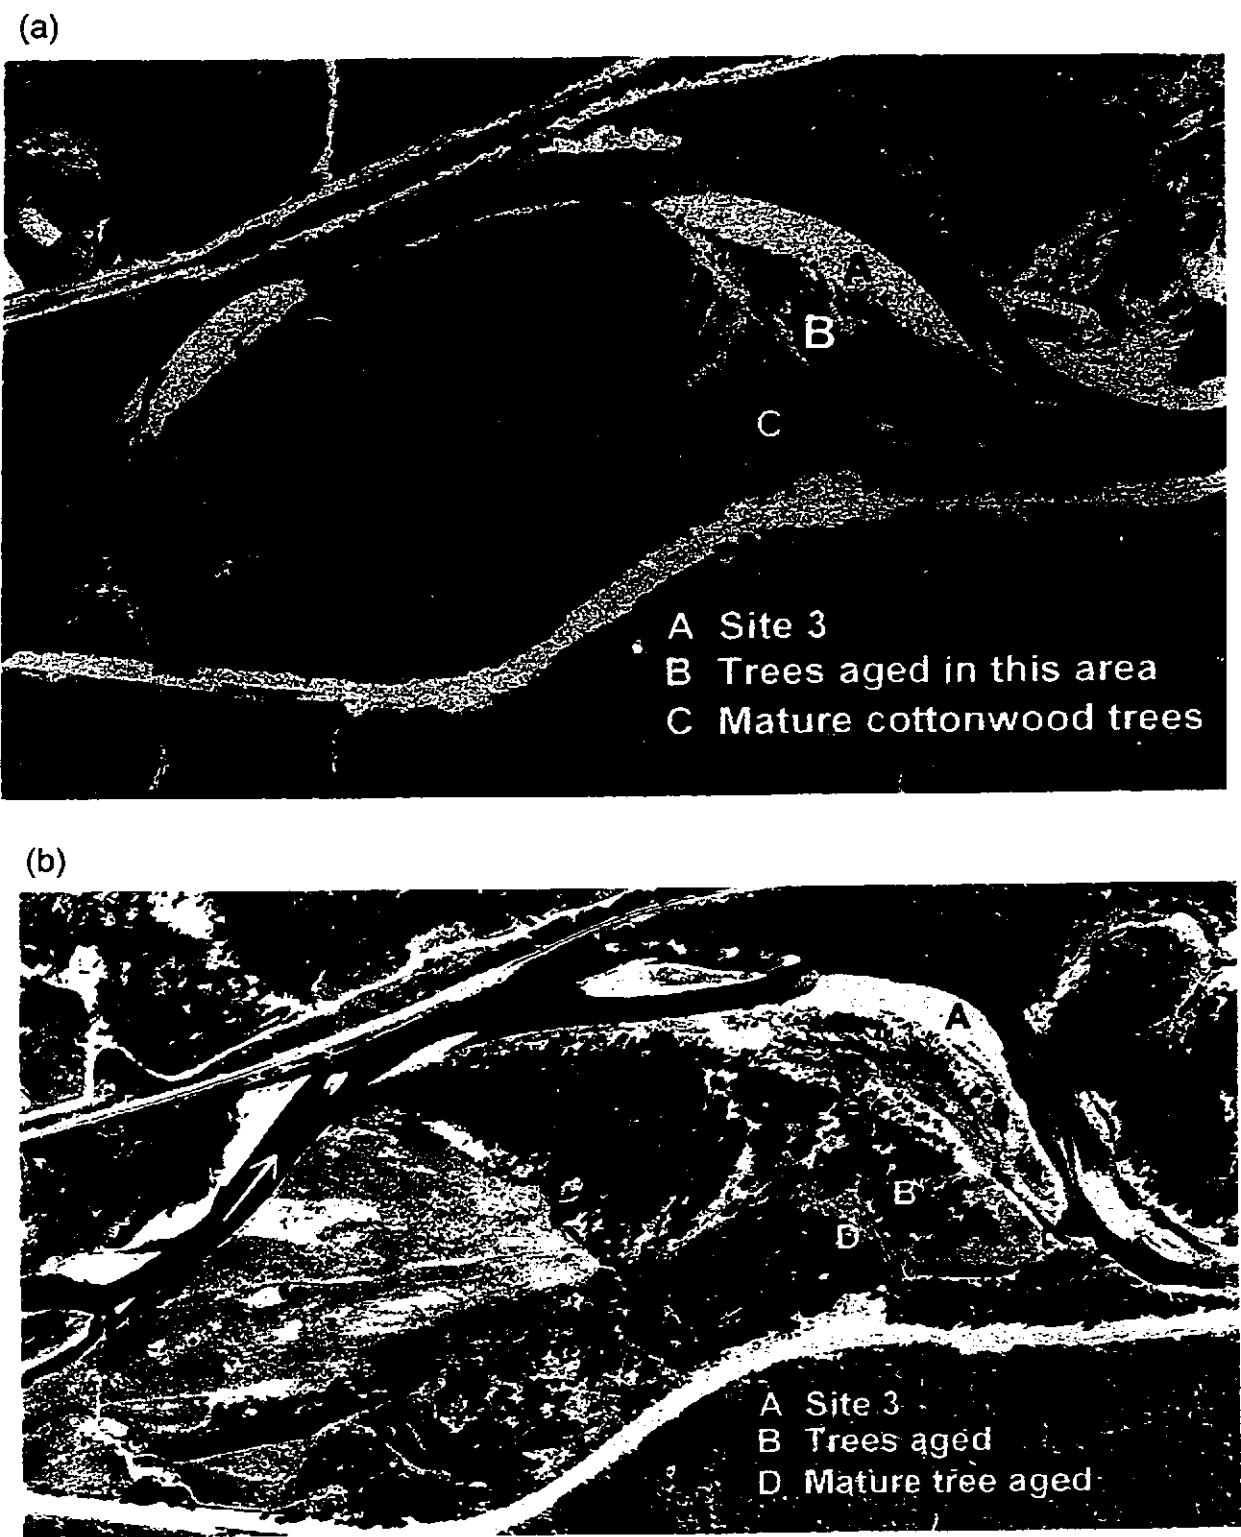 (a)
A
B
C
A Site 3
B Trees aged in this area
C Mature cottonwood trees
(b)
A
B
D
A Site 3
B Trees aged
D Mature tree aged